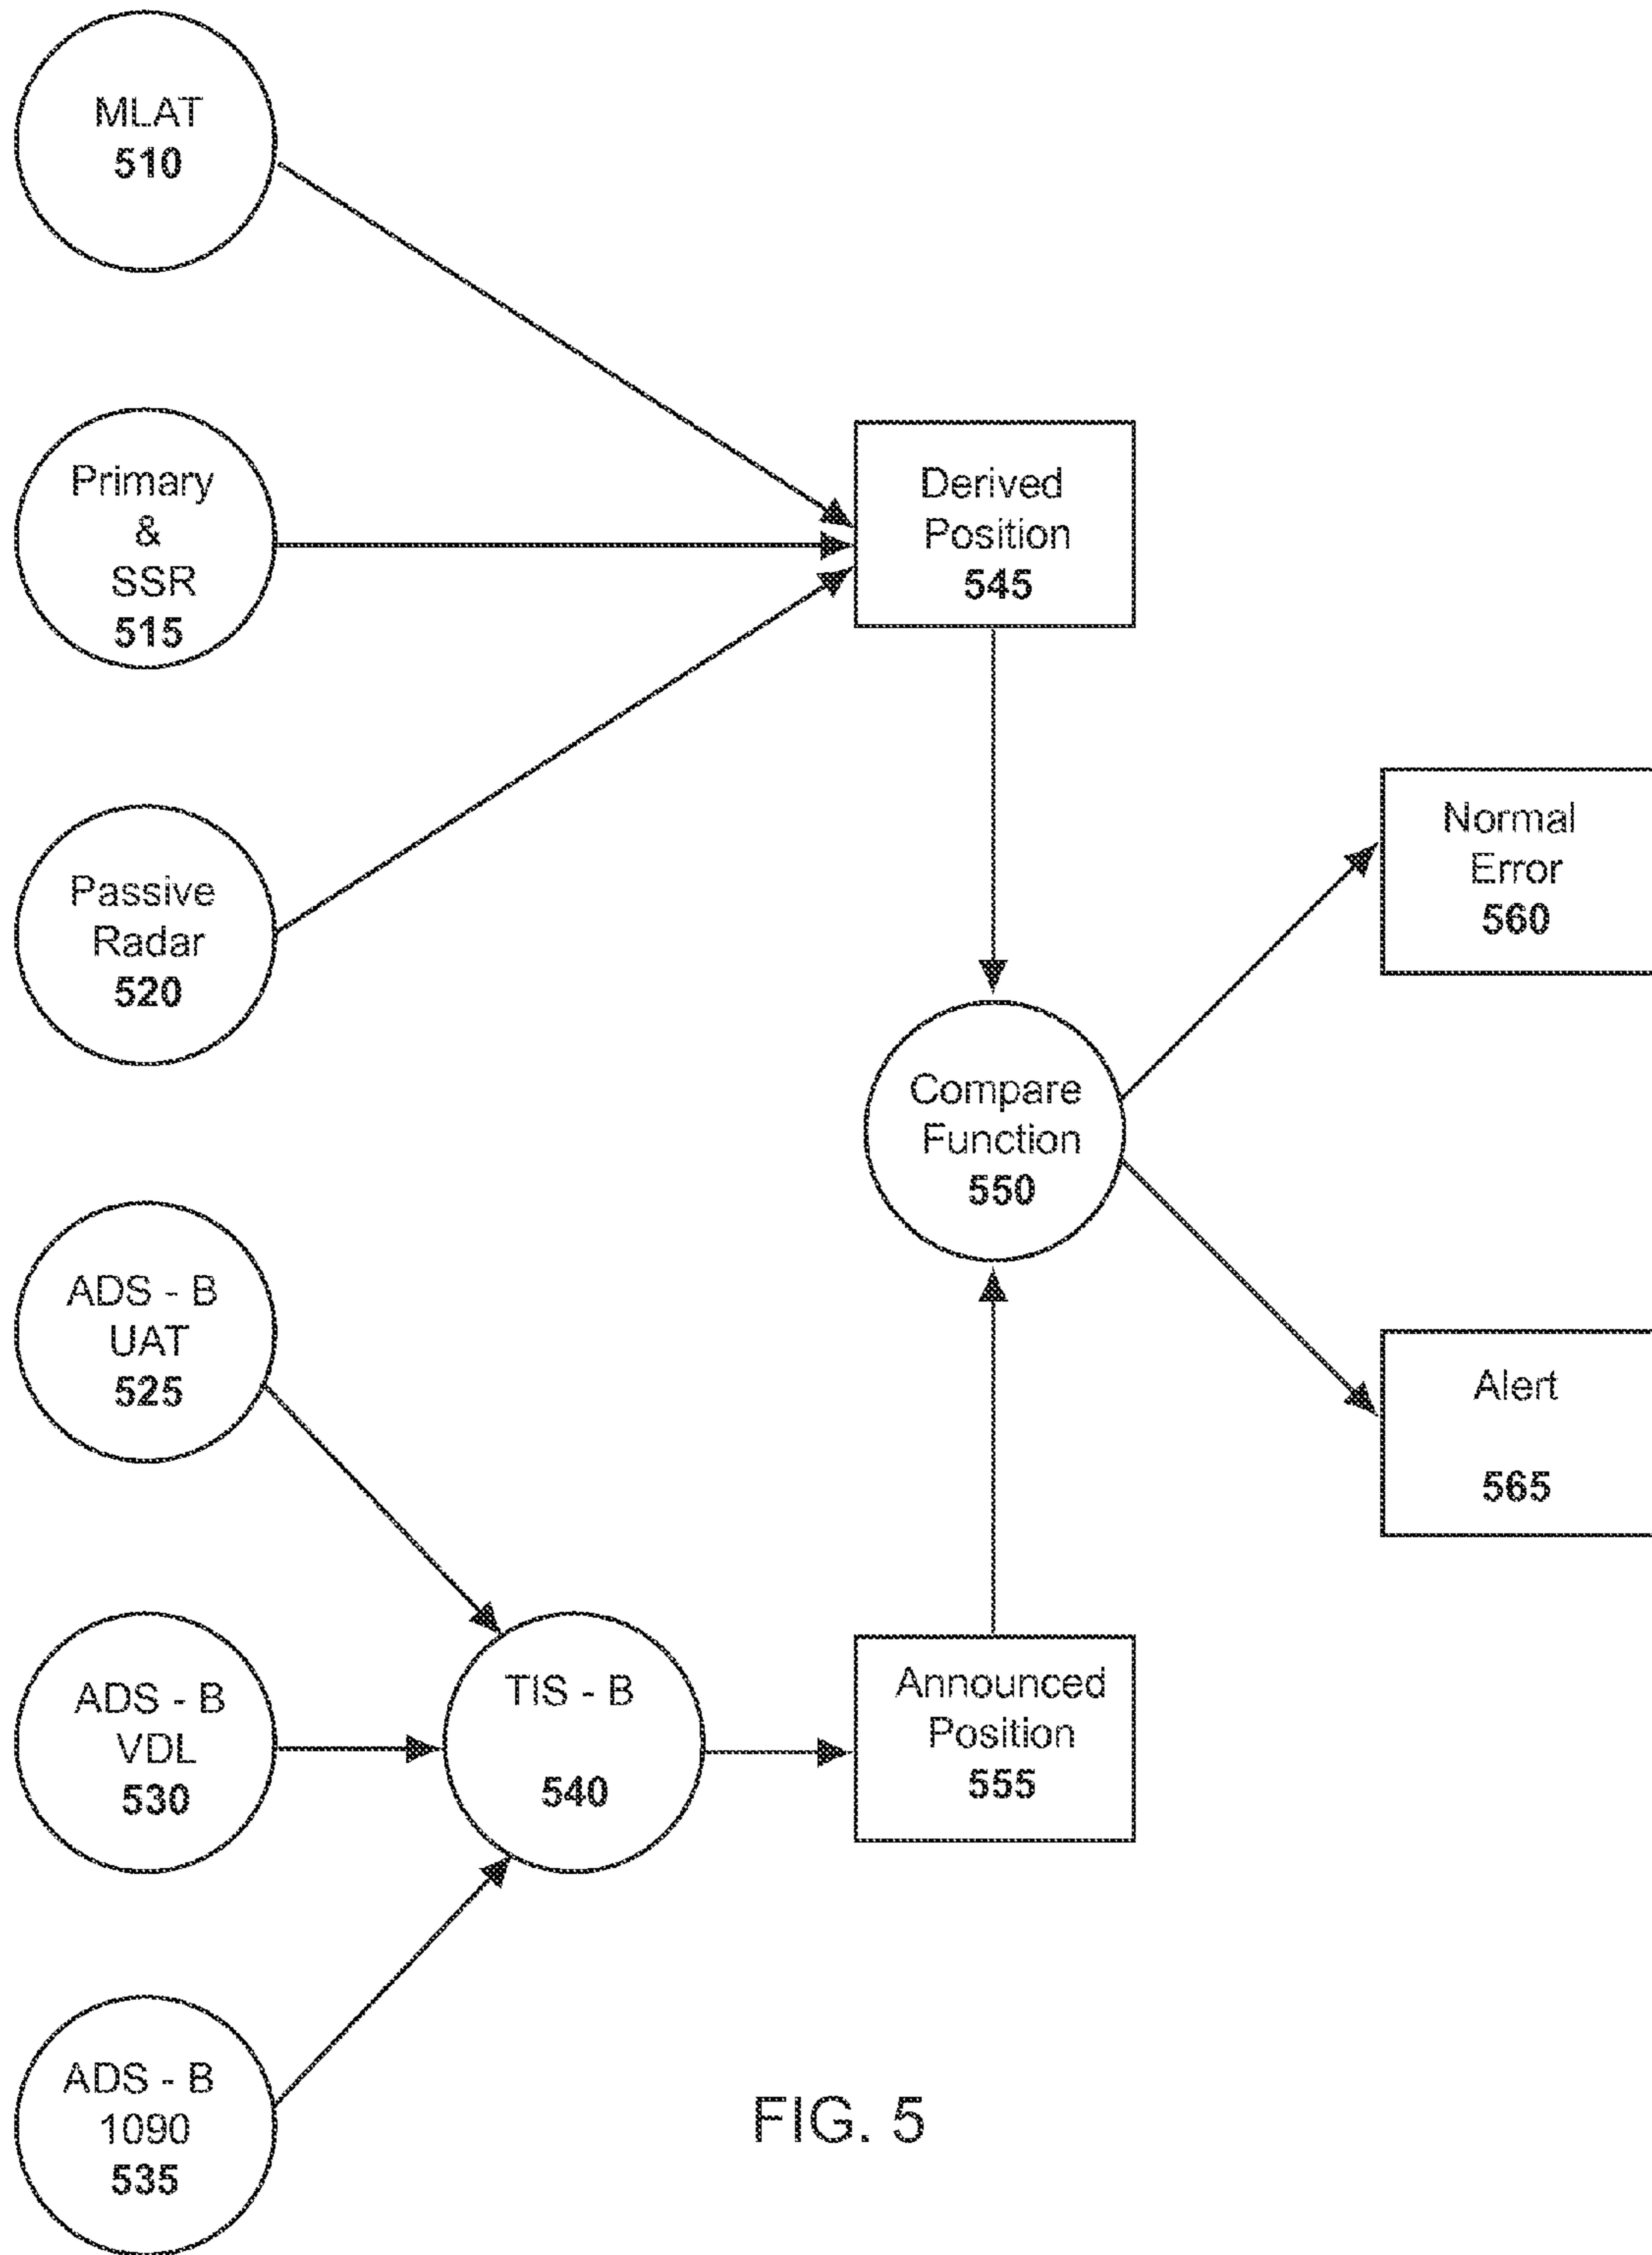 MLAT
510
Primary
&
SSR
515
Derived
Position
545
Passive
Radar
520
Normal
Error
560
Compare
Function
550
ADS - B
UAT
525
Alert
565
ADS - B
VDL
530
TIS - B
540
Announced
Position
555
ADS - B
1090
535
FIG. 5